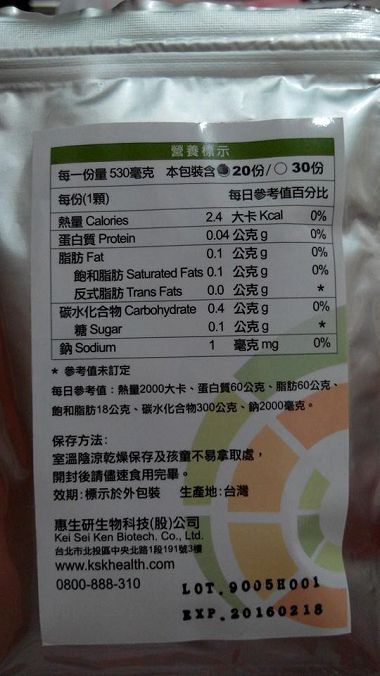 營養標示
每一份量 530毫克 本包裝含 ● 20份/○ 30份
每份(1顆) 每日參考值百分比
熱量 Calories 2.4 大卡 Kcal 0%
蛋白質 Protein 0.04 公克 g 0%
脂肪 Fat 0.1 公克 g 0%
飽和脂肪 Saturated Fats 0.1 公克 g 0%
反式脂肪 Trans Fats 0.0 公克 g *
碳水化合物 Carbohydrate 0.4 公克 g 0%
糖 Sugar 0.1 公克 g *
鈉 Sodium 1 毫克 mg 0%
* 參考值未訂定
每日參考值：熱量2000大卡、蛋白質60公克、脂肪60公克、
飽和脂肪18公克、碳水化合物300公克、鈉2000毫克。
保存方法:
室溫陰涼乾燥保存及孩童不易拿取處，
開封後請儘速食用完畢。
效期:標示於外包裝 生產地:台灣
惠生研生物科技(股)公司
Kei Sei Ken Biotech. Co., Ltd.
台北市北投區中央北路1段191號3樓
www.kskhealth.com
0800-888-310
LOT.9005H001
EXP.20160218